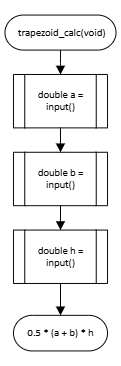 trapezoid_calc(void)
double a =
input()
double b =
input()
double h =
input()
0.5 * (a + b) * h